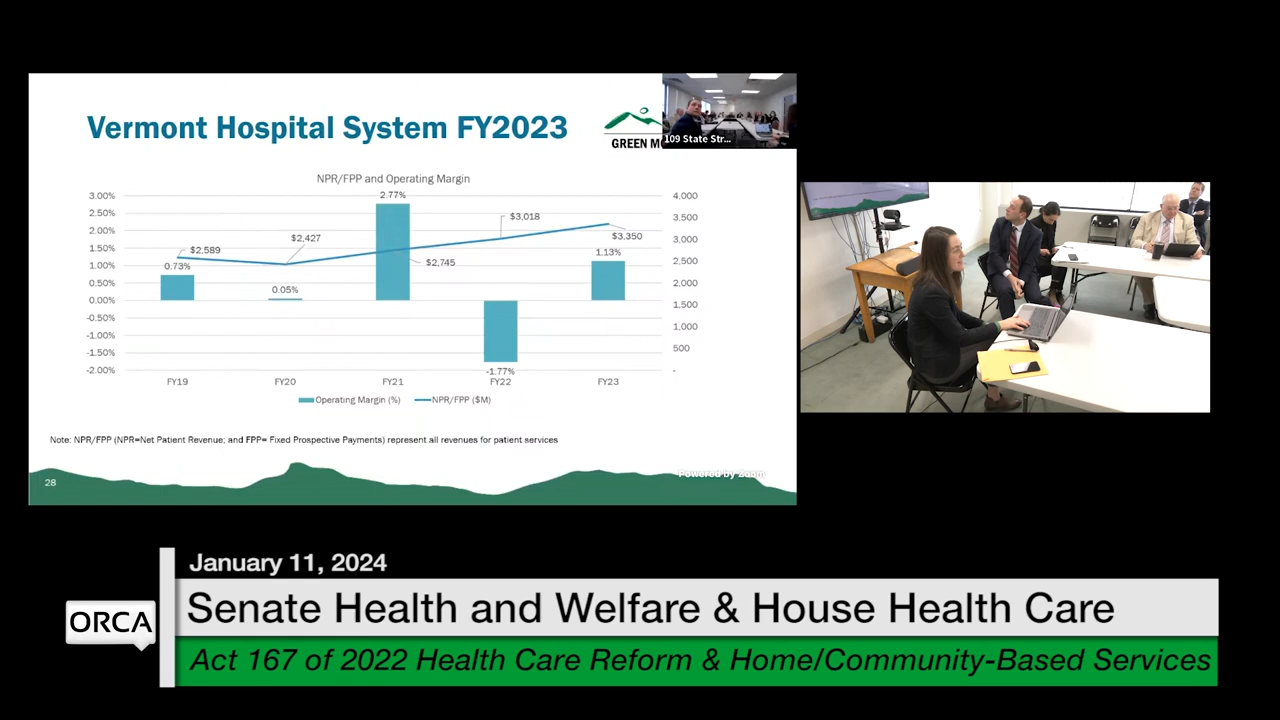 Vermont Hospital System FY2023
GREEN MO
109 State Str...
NPR/FPP and Operating Margin
3.00%
2.50%
2.00%
1.50%
1.00%
0.50%
0.00%
-0.50%
-1.00%
-1.50%
-2.00%
4,000
3,500
3,000
2,500
2,000
1,500
1,000
500
-
$2,589
$2,427
$2,745
$3,018
$3,350
0.73%
0.05%
2.77%
-1.77%
1.13%
FY19 FY20 FY21 FY22 FY23
Operating Margin (%) NPR/FPP ($M)
Note: NPR/FPP (NPR=Net Patient Revenue; and FPP= Fixed Prospective Payments) represent all revenues for patient services
Powered by Zoom
28
January 11, 2024
ORCA
Senate Health and Welfare & House Health Care
Act 167 of 2022 Health Care Reform & Home/Community-Based Services